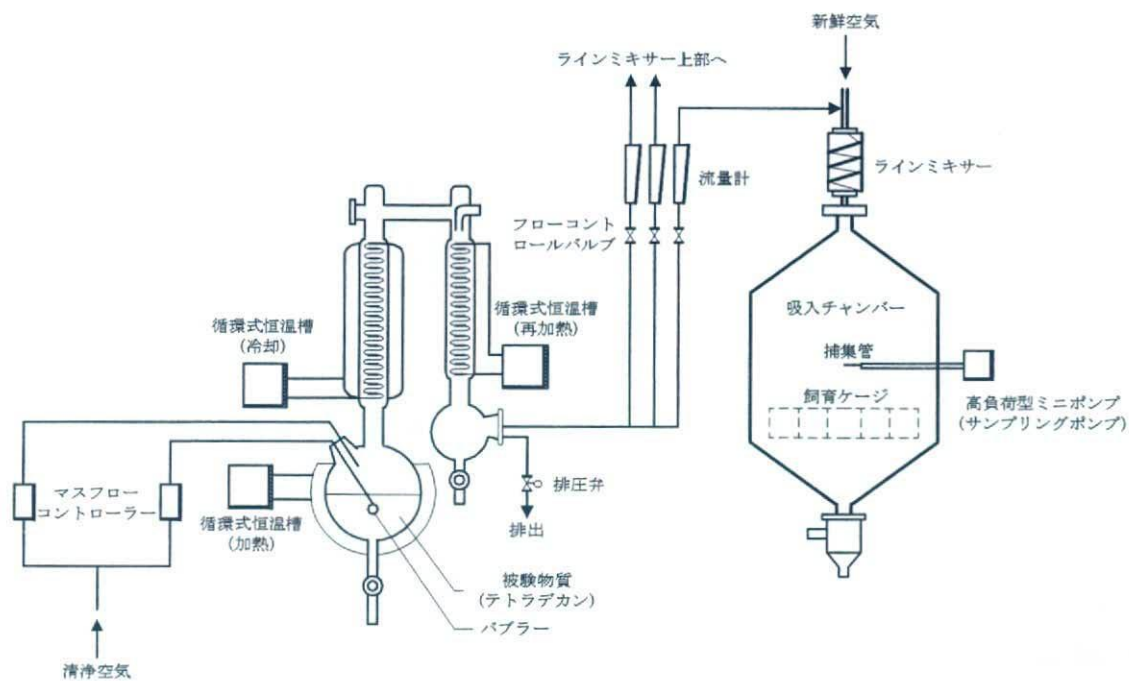 新鮮空気
ラインミキサー上部へ
ラインミキサー
流量計
フローコント
ロールバルブ
吸入チャンバー
循環式恒温槽
(再加熱)
循環式恒温槽
(冷却)
捕集管
飼育ケージ
高負荷型ミニポンプ
(サンプリングポンプ)
マスフロー
コントローラー
排圧弁
循環式恒温槽
(加熱)
排出
被験物質
(テトラデカン)
バブラー
清浄空気